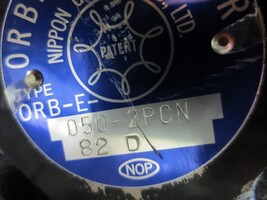 ORB
R
NIPPON
LTD.
PATENT
TYPE
ORB-E-
050-2PCN
82 D
NOP